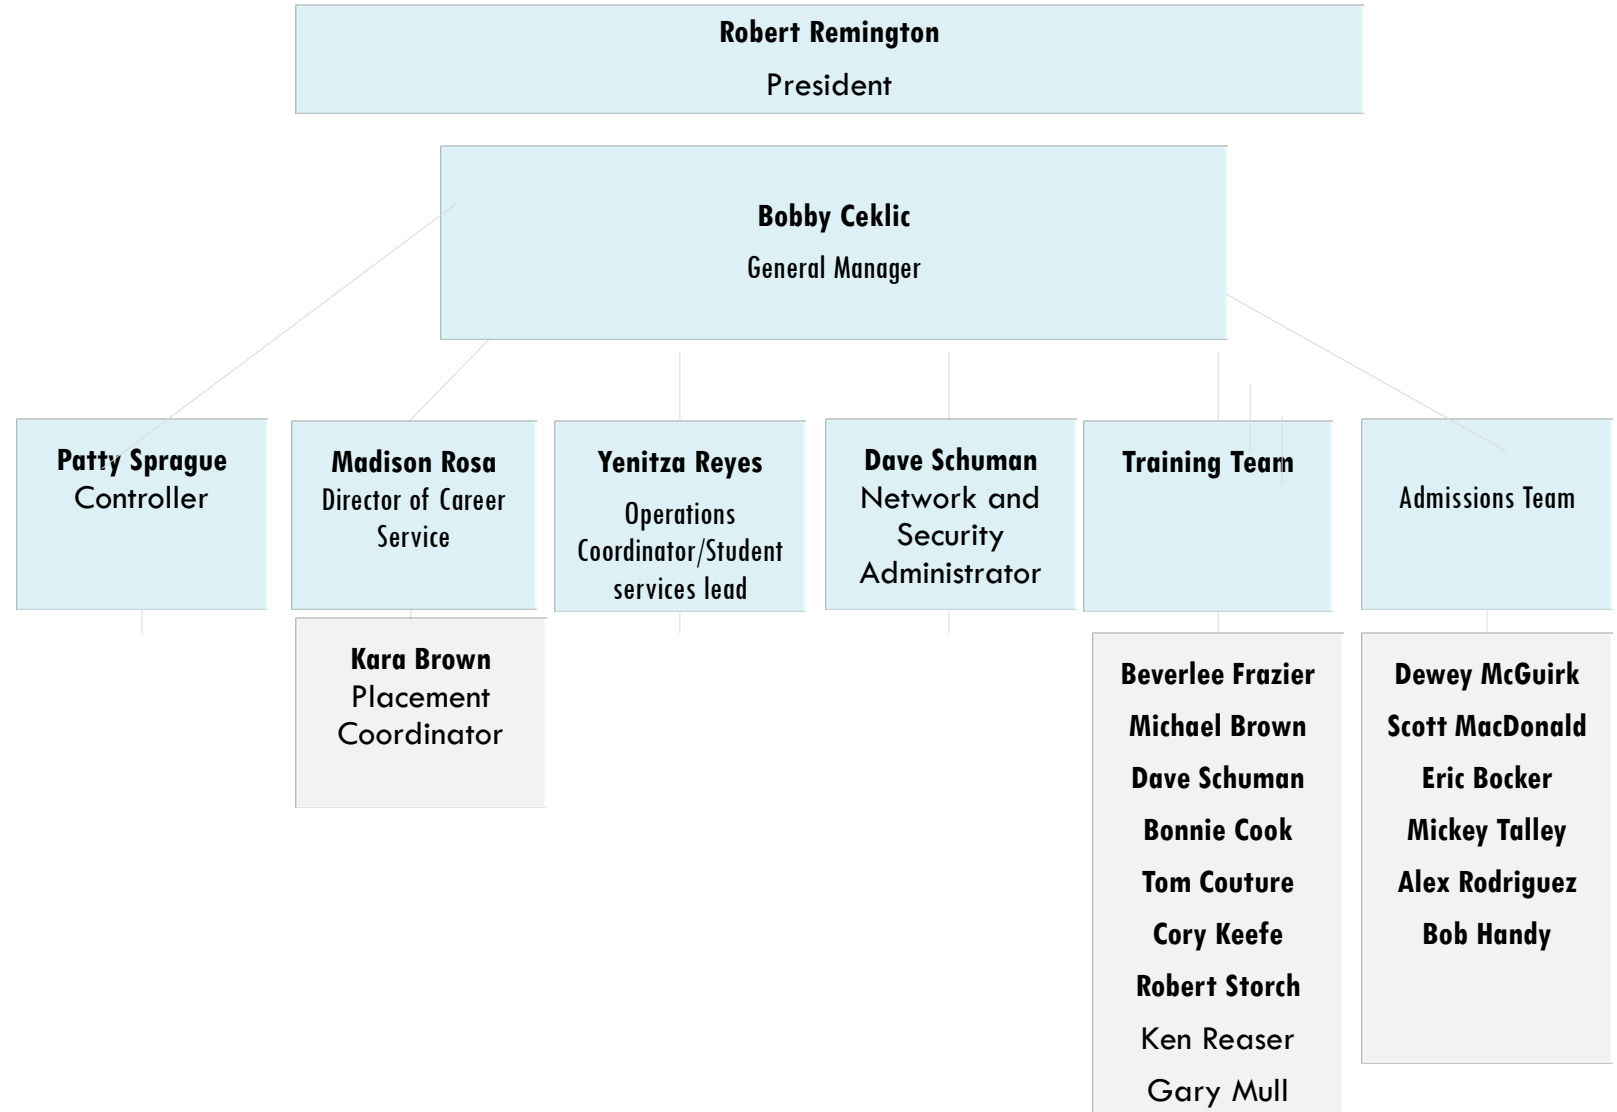 Robert Remington
President
Bobby Ceklic
General Manager
Patty Sprague
Controller
Madison Rosa
Director of Career
Service
Yenitza Reyes
Operations
Coordinator/Student
services lead
Dave Schuman
Network and
Security
Administrator
Training Team
Admissions Team
Kara Brown
Placement
Coordinator
Beverlee Frazier
Michael Brown
Dave Schuman
Bonnie Cook
Tom Couture
Cory Keefe
Robert Storch
Ken Reaser
Gary Mull
Dewey McGuirk
Scott MacDonald
Eric Bocker
Mickey Talley
Alex Rodriguez
Bob Handy